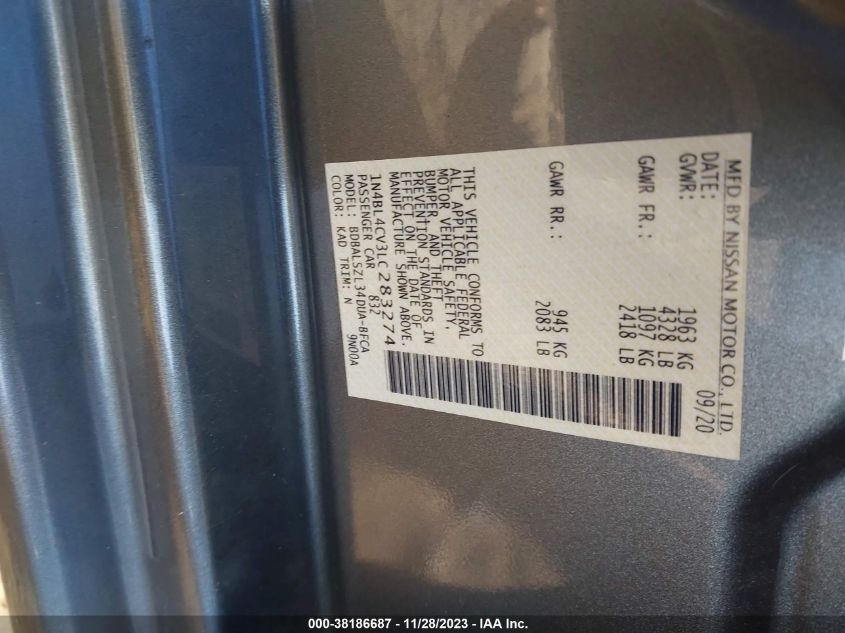 MFD BY NISSAN MOTOR CO., LTD.
DATE: 09/20
GVWR: 1963 KG
4328 LB
GAWR FR.: 1097 KG
2418 LB
GAWR RR.: 945 KG
2083 LB
THIS VEHICLE CONFORMS TO
ALL APPLICABLE FEDERAL
MOTOR VEHICLE SAFETY,
BUMPER, AND THEFT
PREVENTION STANDARDS IN
EFFECT ON THE DATE OF
MANUFACTURE SHOWN ABOVE.
1N4BL4CV3LC283274
PASSENGER CAR 832
MODEL: BDBALSZL34DUA-BFCA
COLOR: KAD TRIM: N 9N00A
000-38186687 - 11/28/2023 - IAA Inc.